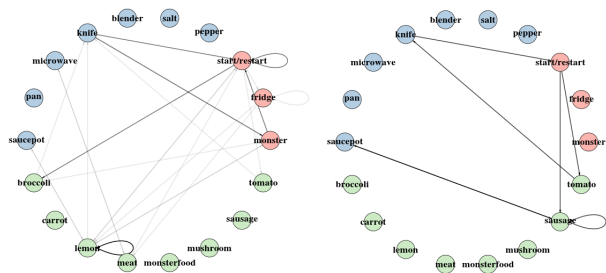 blender
salt
pepper
knife
start/restart
microwave
fridge
pan
monster
saucepot
tomato
broccoli
sausage
carrot
mushroom
lemon
meat
monsterfood
blender
salt
pepper
knife
start/restart
microwave
fridge
pan
monster
saucepot
tomato
broccoli
sausage
carrot
mushroom
lemon
meat
monsterfood